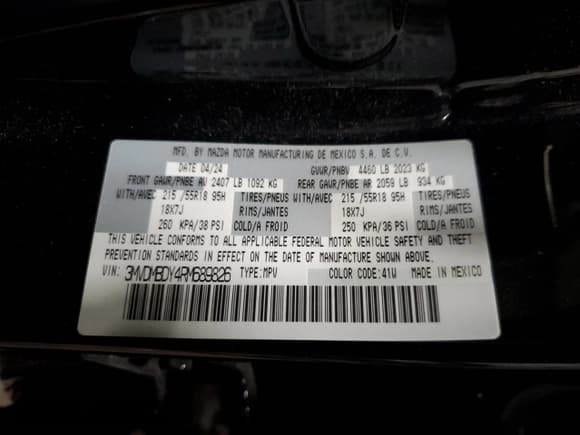 MFD. BY MAZDA MOTOR MANUFACTURING DE MEXICO S.A. DE C.V.
DATE 04/24 GVWR/PNBV 4460 LB 2023 KG
FRONT GAWR/PNBE AV 2407 LB 1092 KG REAR GAWR/PNBE AR 2059 LB 934 KG
WITH/AVEC 215 /55R18 95H TIRES/PNEUS WITH/AVEC 215 /55R18 95H TIRES/PNEUS
18X7J RIMS/JANTES 18X7J RIMS/JANTES
260 KPA/38 PSI COLD/A FROID 250 KPA/36 PSI COLD/A FROID
THIS VEHICLE CONFORMS TO ALL APPLICABLE FEDERAL MOTOR VEHICLE SAFETY AND THEFT
PREVENTION STANDARDS IN EFFECT ON THE DATE OF MANUFACTURE SHOWN ABOVE.
VIN: 3MVDMBDY4RM689826 TYPE:MPV COLOR CODE:41W MADE IN MEXICO